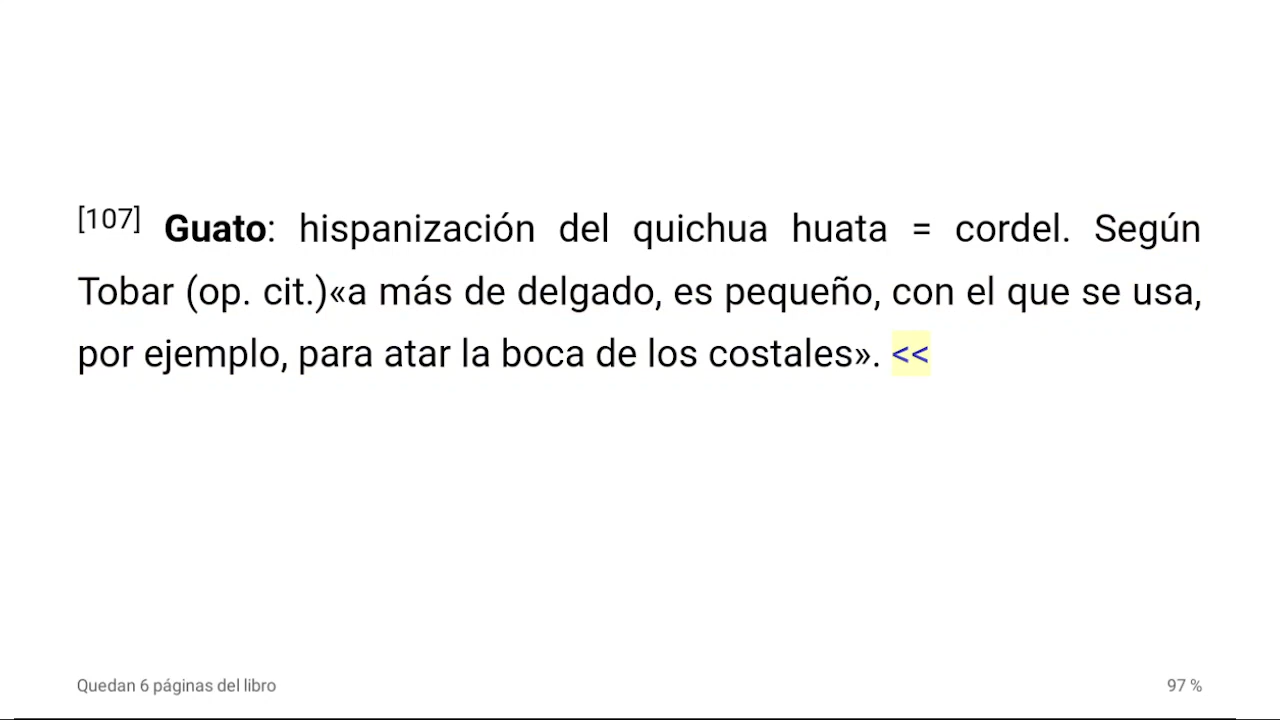 [107] Guato: hispanización del quichua huata = cordel. Según
Tobar (op. cit.)«a más de delgado, es pequeño, con el que se usa,
por ejemplo, para atar la boca de los costales». <<
Quedan 6 páginas del libro
97 %